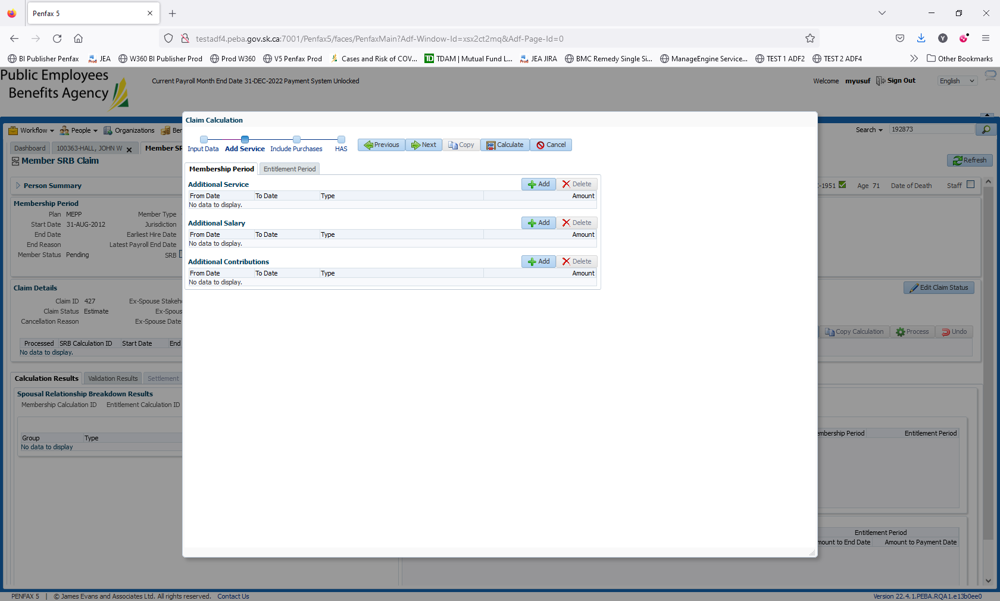 Penfax 5
testadf4.peba.gov.sk.ca:7001/Penfax5/faces/PenfaxMain?Adf-Window-Id=xsx2ct2mq&Adf-Page-Id=0
BI Publisher Penfax JEA W360 BI Publisher Prod Prod W360 V5 Penfax Prod Cases and Risk of COV... TDAM | Mutual Fund L... JEA JIRA BMC Remedy Single Si... ManageEngine Service... TEST 1 ADF2 TEST 2 ADF4 Other Bookmarks
Public Employees
Benefits Agency
Current Payroll Month End Date 31-DEC-2022 Payment System Unlocked
Welcome myusuf Sign Out English
Workflow People Organizations Ber
Search 192873
Dashboard 100363-HALL, JOHN W Member SR
Member SRB Claim
Refresh
Person Summary
-1951 Age 71 Date of Death Staff
Membership Period
Plan MEPP Member Type
Start Date 31-AUG-2012 Jurisdiction
End Date Earliest Hire Date
End Reason Latest Payroll End Date
Member Status Pending SRB
Claim Details
Edit Claim Status
Claim ID 427 Ex-Spouse Stakeh
Claim Status Estimate Ex-Spous
Cancellation Reason Ex-Spouse Date
Copy Calculation Process Undo
Processed SRB Calculation ID Start Date End
No data to display.
Calculation Results Validation Results Settlement
Spousal Relationship Breakdown Results
Membership Calculation ID Entitlement Calculation ID
Group Type
No data to display
embership Period Entitlement Period
Entitlement Period
mount to End Date Amount to Payment Date
Claim Calculation
Input Data Add Service Include Purchases HAS
Previous Next Copy Calculate Cancel
Membership Period Entitlement Period
Additional Service Add Delete
From Date To Date Type Amount
No data to display.
Additional Salary Add Delete
From Date To Date Type Amount
No data to display.
Additional Contributions Add Delete
From Date To Date Type Amount
No data to display.
PENFAX 5 | © James Evans and Associates Ltd. All rights reserved. Contact Us
Version 22.4.1.PEBA.RQA1.e13b0ee0